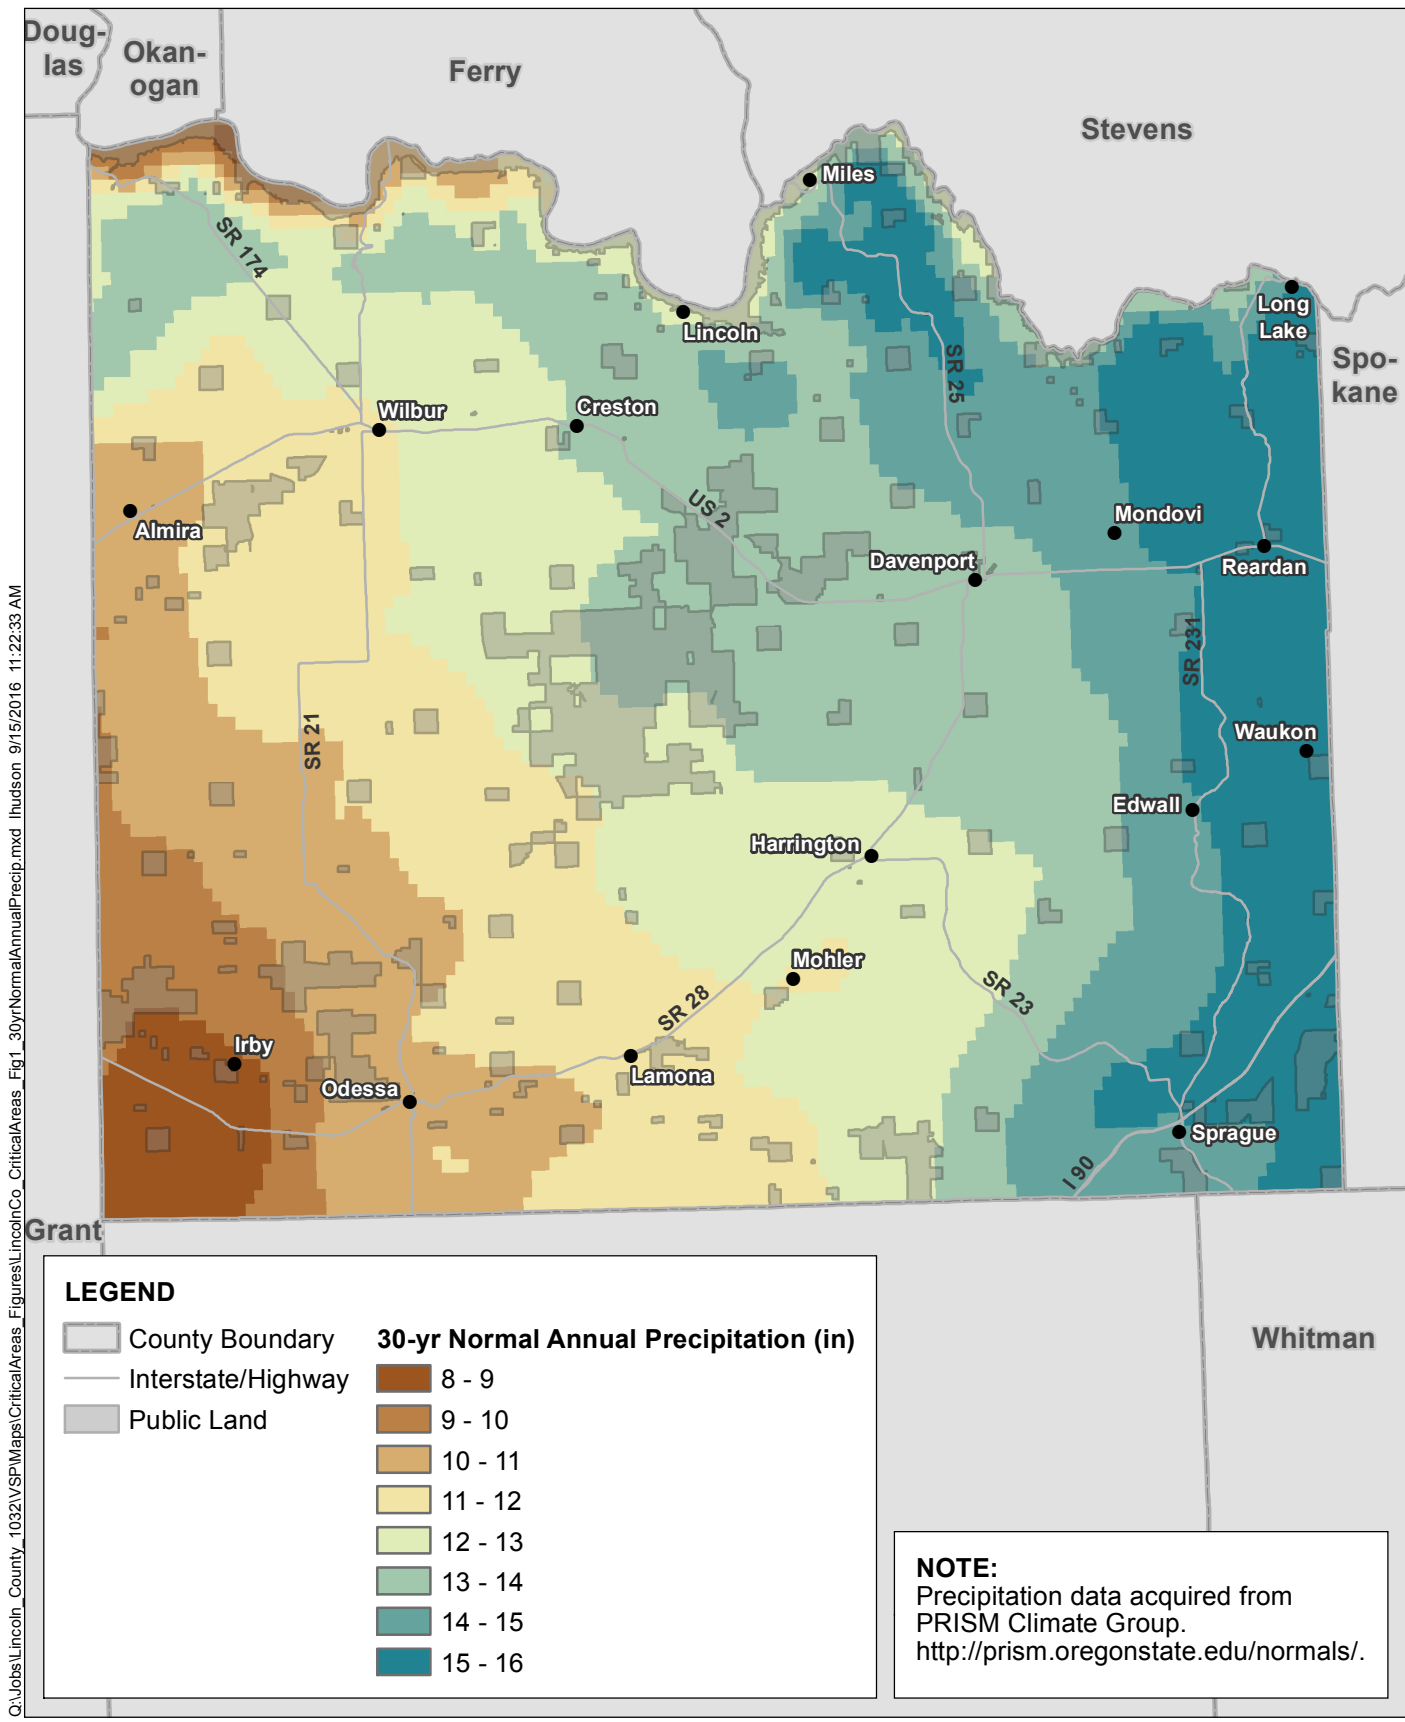 Doug-
las
Okan-
ogan
Ferry
Stevens
Miles
SR 174
Long
Lake
Lincoln
Spo-
kane
SR 25
Wilbur
Creston
US 2
Almira
Mondovi
Davenport
Reardan
SR 231
SR 21
Waukon
Edwall
Harrington
Mohler
SR 23
SR 28
Irby
Lamona
Odessa
Sprague
I 90
Grant
Whitman
LEGEND
County Boundary
Interstate/Highway
Public Land
30-yr Normal Annual Precipitation (in)
8 - 9
9 - 10
10 - 11
11 - 12
12 - 13
13 - 14
14 - 15
15 - 16
NOTE:
Precipitation data acquired from
PRISM Climate Group.
http://prism.oregonstate.edu/normals/.
Q:\Jobs\Lincoln_County_1032\VSP\Maps\CriticalAreas_Figures\LincolnCo_CriticalAreas_Fig1_30yrNormalAnnualPrecip.mxd lhudson 9/15/2016 11:22:33 AM